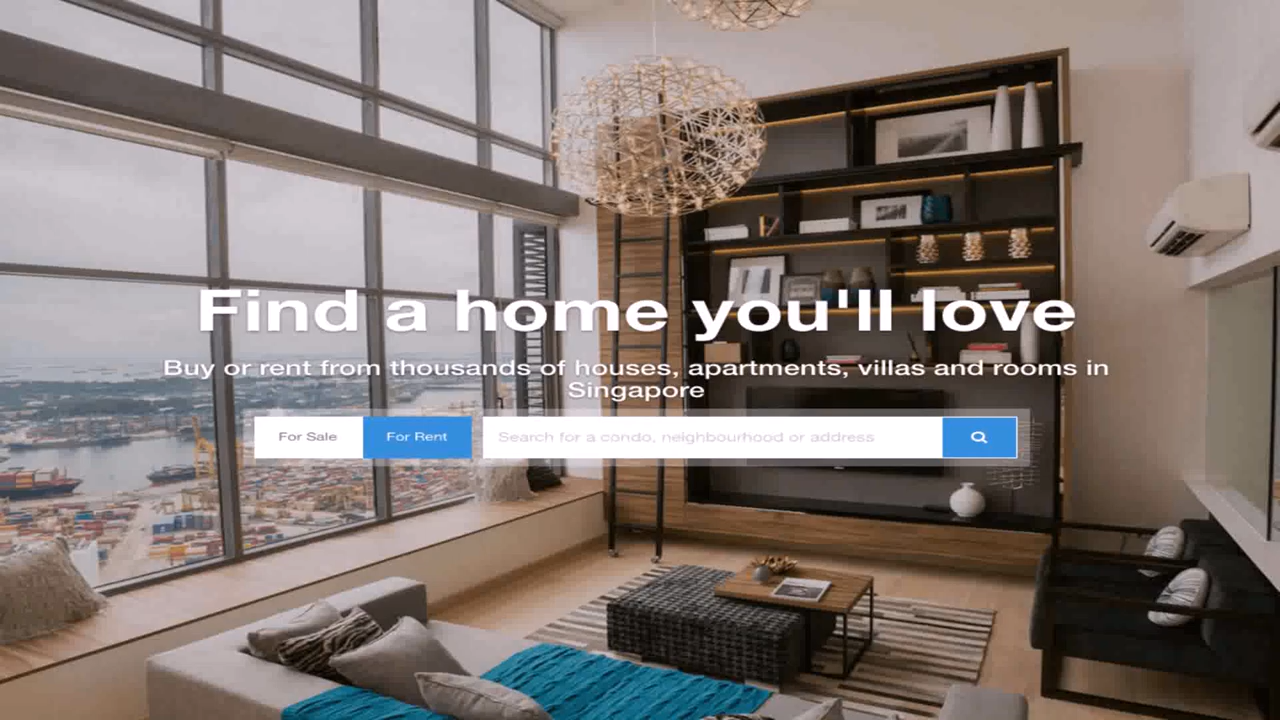 Find a home you'll love
Buy or rent from thousands of houses, apartments, villas and rooms in
Singapore
For Sale
For Rent
Search for a condo, neighbourhood or address